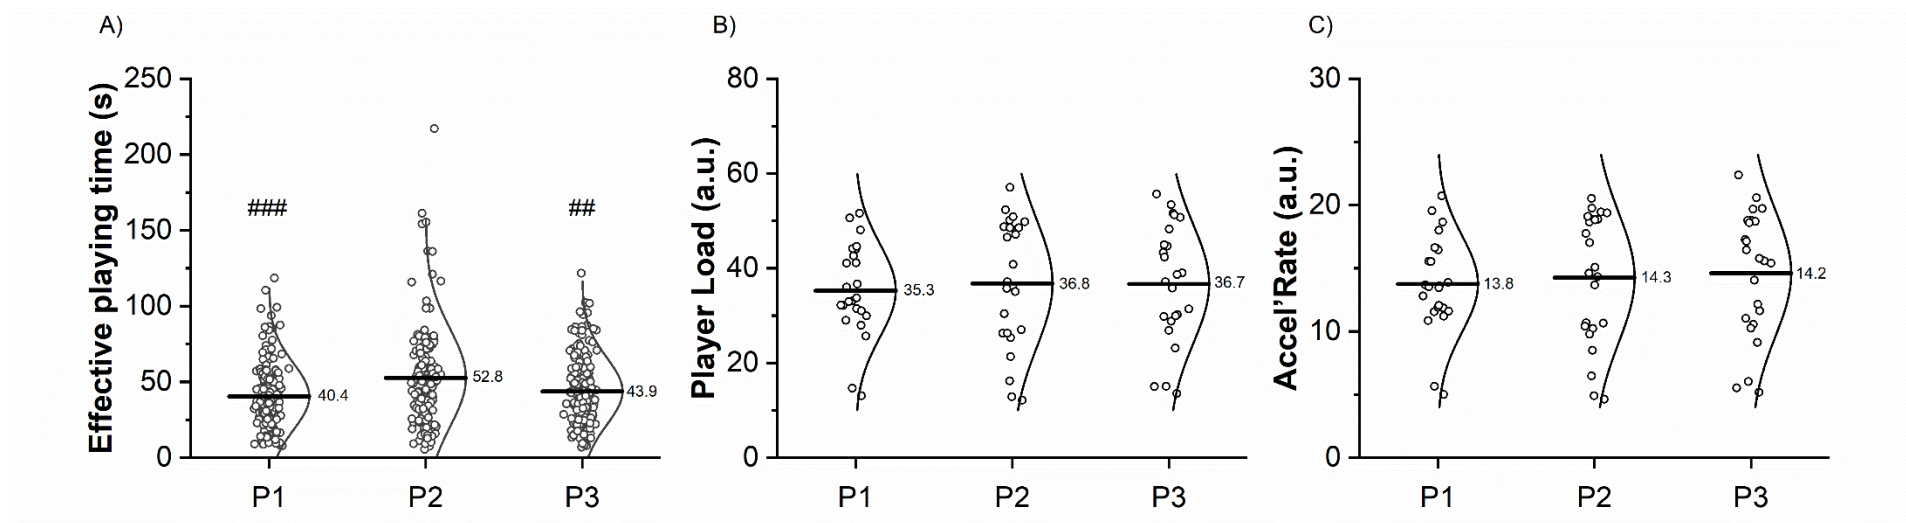 A)
B)
C)
Effective playing time (s)
250
200
150
100
50
0
###
##
40.4
52.8
43.9
P1
P2
P3
Player Load (a.u.)
80
60
40
20
0
35.3
36.8
36.7
P1
P2
P3
Accel'Rate (a.u.)
30
20
10
0
13.8
14.3
14.2
P1
P2
P3